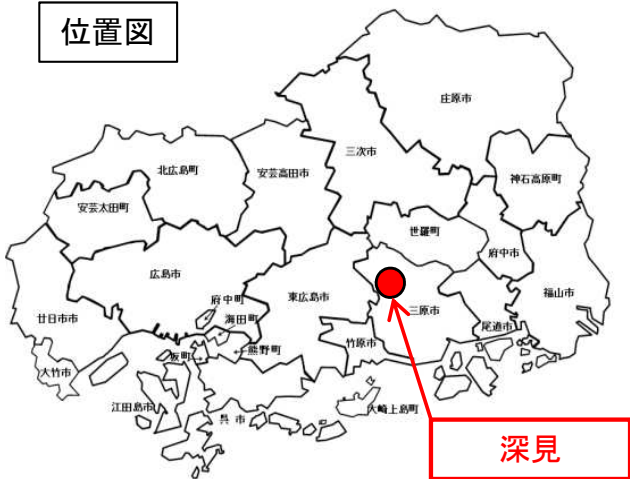 位置図
庄原市
三次市
北広島町
安芸高田市
神石高原町
安芸太田町
世羅町
府中市
広島市
東広島市
福山市
府中町
三原市
廿日市市
海田町
尾道市
竹原市
熊野町
坂町
大竹市
江田島市
大崎上島町
呉市
深見